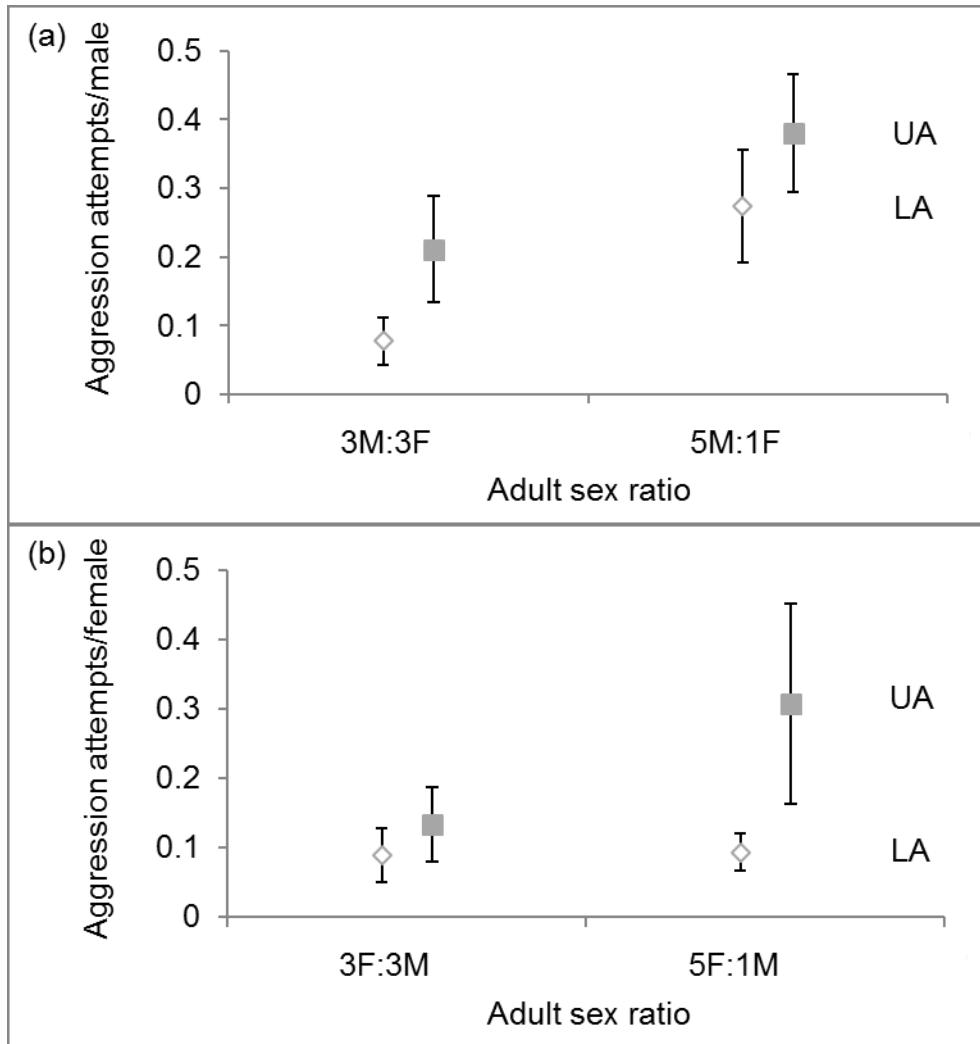 (a)
Aggression attempts/male
0.5
0.4
0.3
0.2
0.1
0
UA
LA
3M:3F 5M:1F
Adult sex ratio
(b)
Aggression attempts/female
0.5
0.4
0.3
0.2
0.1
0
UA
LA
3F:3M 5F:1M
Adult sex ratio